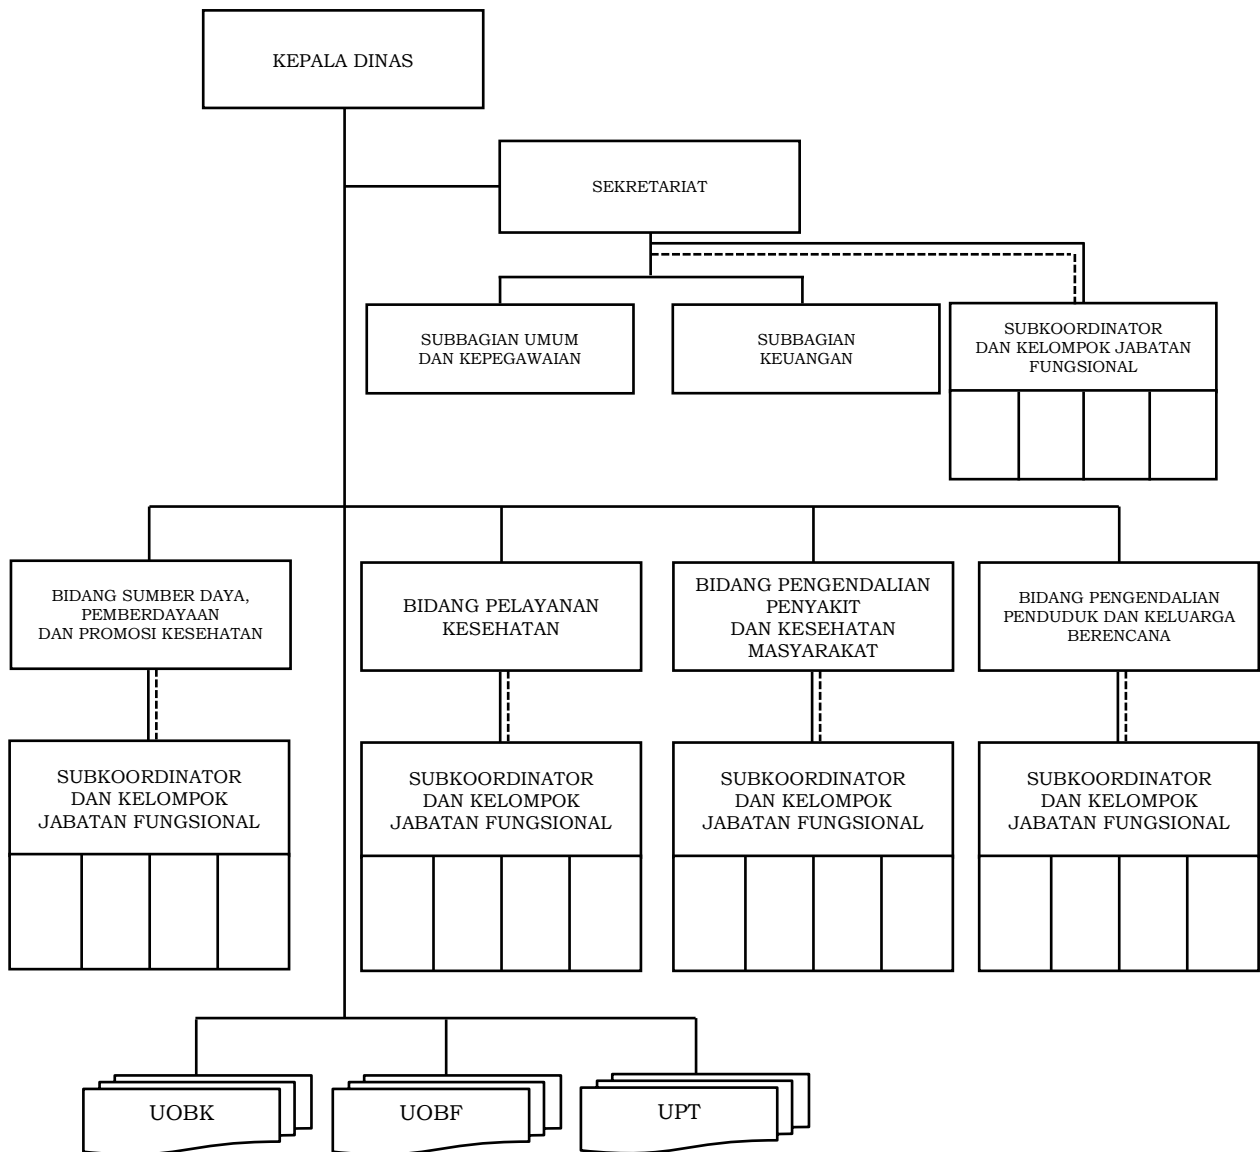 KEPALA DINAS
SEKRETARIAT
SUBBAGIAN UMUM
DAN KEPEGAWAIAN
SUBBAGIAN
KEUANGAN
SUBKOORDINATOR
DAN KELOMPOK JABATAN
FUNGSIONAL
BIDANG SUMBER DAYA,
PEMBERDAYAAN
DAN PROMOSI KESEHATAN
BIDANG PELAYANAN
KESEHATAN
BIDANG PENGENDALIAN
PENYAKIT
DAN KESEHATAN
MASYARAKAT
BIDANG PENGENDALIAN
PENDUDUK DAN KELUARGA
BERENCANA
SUBKOORDINATOR
DAN KELOMPOK
JABATAN FUNGSIONAL
SUBKOORDINATOR
DAN KELOMPOK
JABATAN FUNGSIONAL
SUBKOORDINATOR
DAN KELOMPOK
JABATAN FUNGSIONAL
SUBKOORDINATOR
DAN KELOMPOK
JABATAN FUNGSIONAL
UOBK
UOBF
UPT